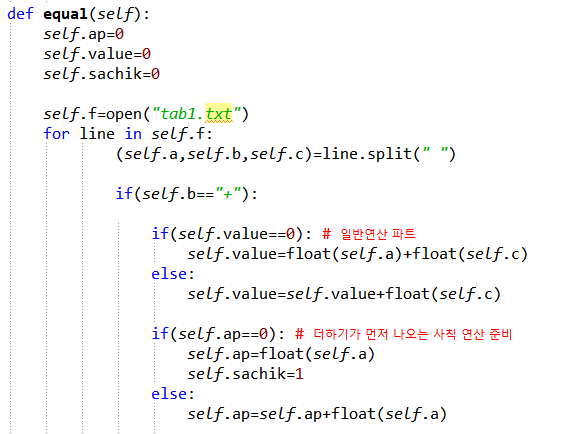 def equal(self):
self.ap=0
self.value=0
self.sachik=0
self.f=open("tab1.txt")
for line in self.f:
(self.a,self.b,self.c)=line.split(" ")
if(self.b=="+"):
if(self.value==0): # 일반연산 파트
self.value=float(self.a)+float(self.c)
else:
self.value=self.value+float(self.c)
if(self.ap==0): # 더하기가 먼저 나오는 사칙 연산 준비
self.ap=float(self.a)
self.sachik=1
else:
self.ap=self.ap+float(self.a)